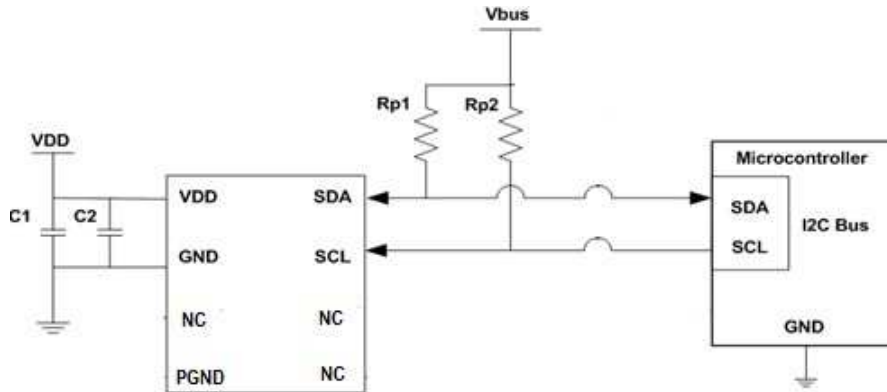 Vbus
Rp1 Rp2
VDD
Microcontroller
VDD SDA
SDA
C1 C2
I2C Bus
GND SCL
SCL
NC NC
GND
PGND NC